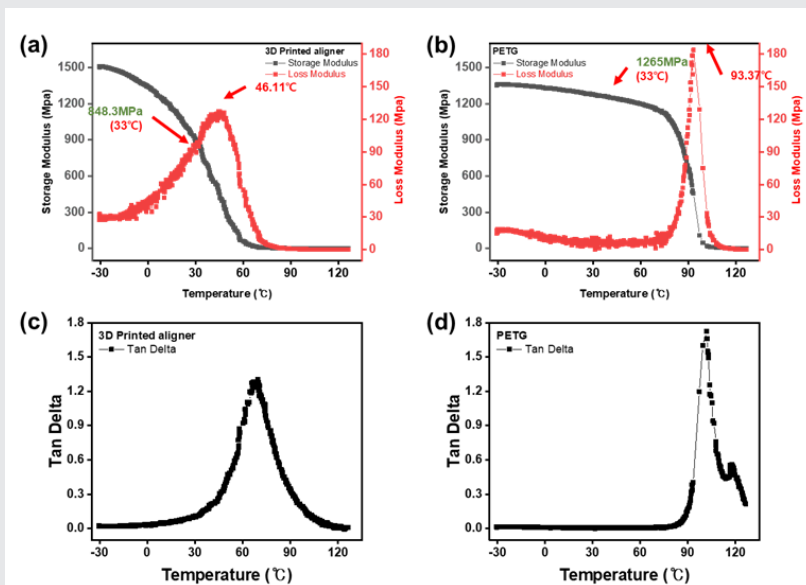 (a)
3D Printed aligner
Storage Modulus
Loss Modulus
46.11℃
848.3MPa
(33℃)
Storage Modulus (Mpa)
1500
1200
900
600
300
0
180
150
120
90
60
30
0
Loss Modulus (Mpa)
-30 0 30 60 90 120
Temperature (℃)
(b)
PETG
Storage Modulus
Loss Modulus
1265MPa
(33℃)
93.37℃
Storage Modulus (Mpa)
1500
1200
900
600
300
0
180
150
120
90
60
30
0
Loss Modulus (Mpa)
-30 0 30 60 90 120
Temperature (℃)
(c)
3D Printed aligner
Tan Delta
Tan Delta
1.8
1.5
1.2
0.9
0.6
0.3
0.0
-30 0 30 60 90 120
Temperature (℃)
(d)
PETG
Tan Delta
Tan Delta
1.8
1.5
1.2
0.9
0.6
0.3
0.0
-30 0 30 60 90 120
Temperature (℃)